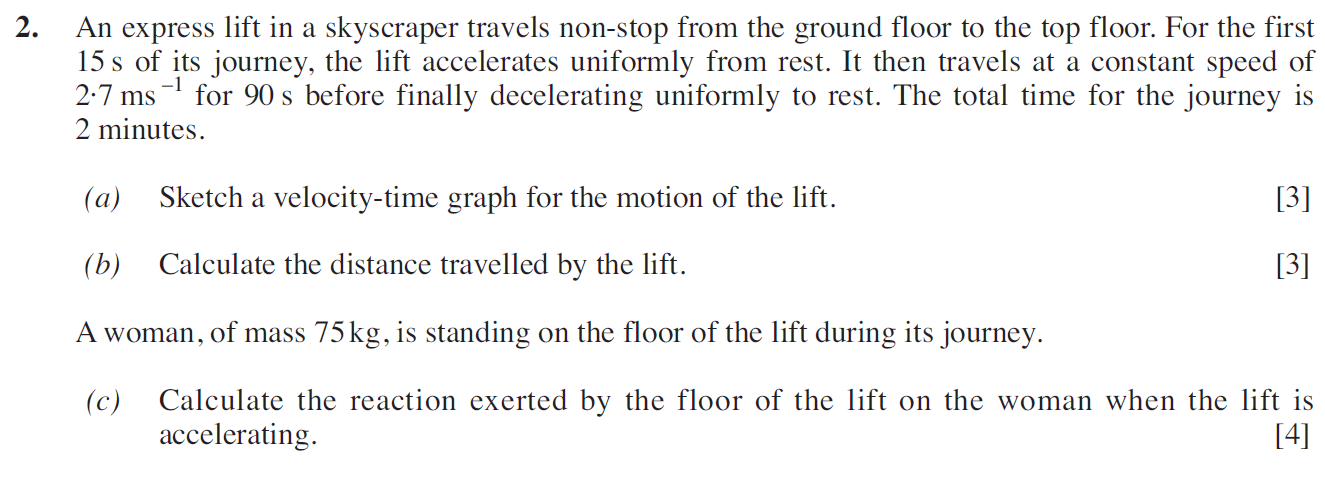 2. An express lift in a skyscraper travels non-stop from the ground floor to the top floor. For the first
15 s of its journey, the lift accelerates uniformly from rest. It then travels at a constant speed of
2·7 ms⁻¹ for 90 s before finally decelerating uniformly to rest. The total time for the journey is
2 minutes.
(a) Sketch a velocity-time graph for the motion of the lift. [3]
(b) Calculate the distance travelled by the lift. [3]
A woman, of mass 75 kg, is standing on the floor of the lift during its journey.
(c) Calculate the reaction exerted by the floor of the lift on the woman when the lift is
accelerating. [4]